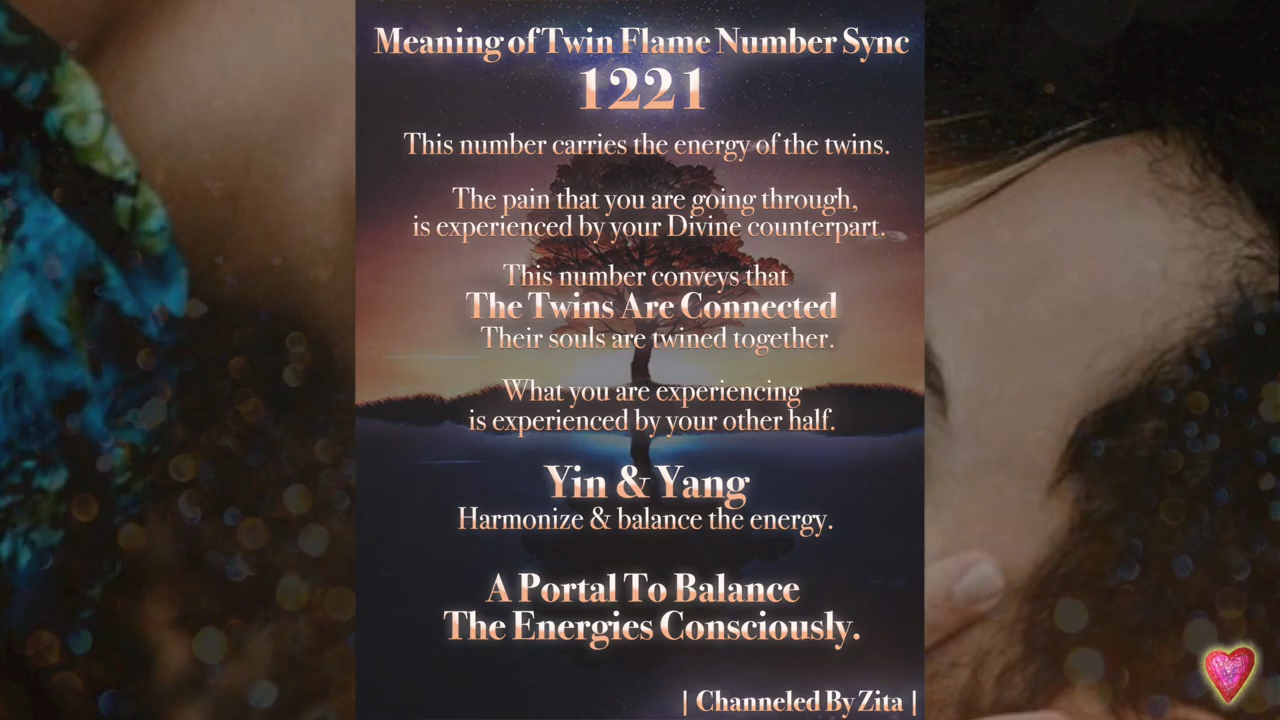 Meaning of Twin Flame Number Sync
1221
This number carries the energy of the twins.
The pain that you are going through,
is experienced by your Divine counterpart.
This number conveys that
The Twins Are Connected
Their souls are twined together.
What you are experiencing
is experienced by your other half.
Yin & Yang
Harmonize & balance the energy.
A Portal To Balance
The Energies Consciously.
| Channeled By Zita |